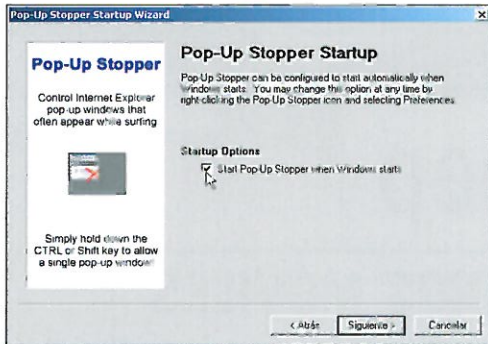 Pop-Up Stopper Startup Wizard
Pop-Up Stopper
Control Internet Explorer
pop-up windows that
often appear while surfing
Simply hold down the
CTRL or Shift key to allow
a single pop-up window
Pop-Up Stopper Startup
Pop-Up Stopper can be configured to start automatically when
Windows starts. You may change this option at any time by
right-clicking the Pop-Up Stopper icon and selecting Preferences
Startup Options
Start Pop-Up Stopper when Windows starts
< Atrás
Siguiente >
Cancelar